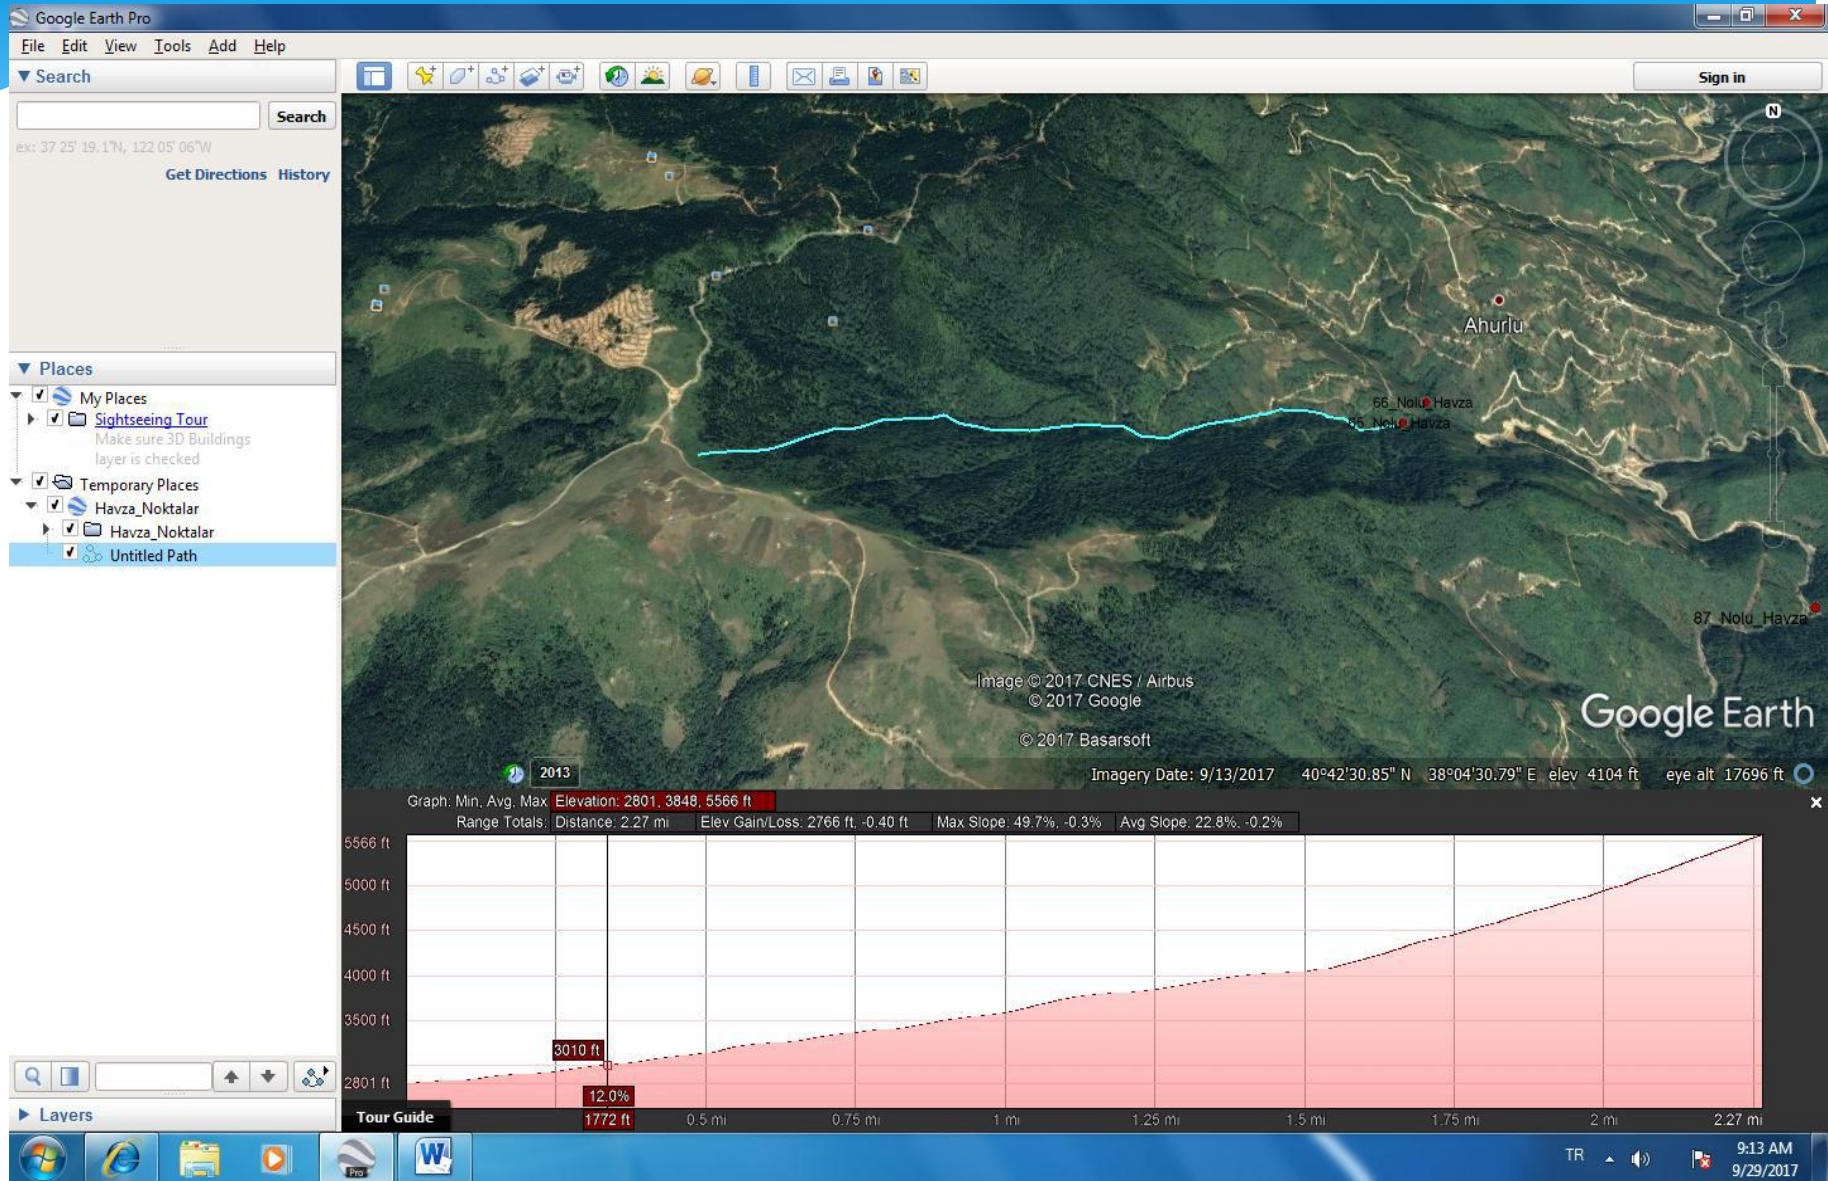 Google Earth Pro
File Edit View Tools Add Help
Search
Sign in
Search
ex: 37 25' 19.1"N, 122 05' 06"W
Get Directions History
N
Ahurlu
66_Nolu_Havza
65_Nolu_Havza
87_Nolu_Havza
Places
My Places
Sightseeing Tour
Make sure 3D Buildings
layer is checked
Temporary Places
Havza_Noktalar
Havza_Noktalar
Untitled Path
Image © 2017 CNES / Airbus
© 2017 Google
© 2017 Basarsoft
Google Earth
2013
Imagery Date: 9/13/2017 40°42'30.85" N 38°04'30.79" E elev 4104 ft eye alt 17696 ft
Graph: Min, Avg, Max Elevation: 2801, 3848, 5566 ft
Range Totals: Distance: 2.27 mi Elev Gain/Loss: 2766 ft, -0.40 ft Max Slope: 49.7%, -0.3% Avg Slope: 22.8%, -0.2%
5566 ft
5000 ft
4500 ft
4000 ft
3500 ft
3010 ft
2801 ft
12.0%
1772 ft 0.5 mi 0.75 mi 1 mi 1.25 mi 1.5 mi 1.75 mi 2 mi 2.27 mi
Layers
Tour Guide
Pro
W
TR
9:13 AM
9/29/2017